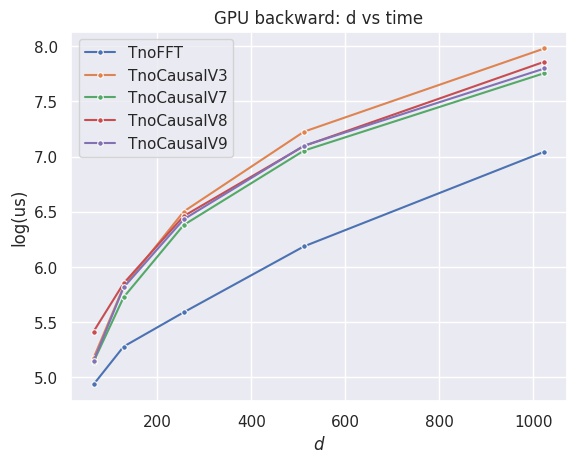 GPU backward: d vs time
TnoFFT
TnoCausalV3
TnoCausalV7
TnoCausalV8
TnoCausalV9
log(us)
8.0
7.5
7.0
6.5
6.0
5.5
5.0
200 400 600 800 1000
d